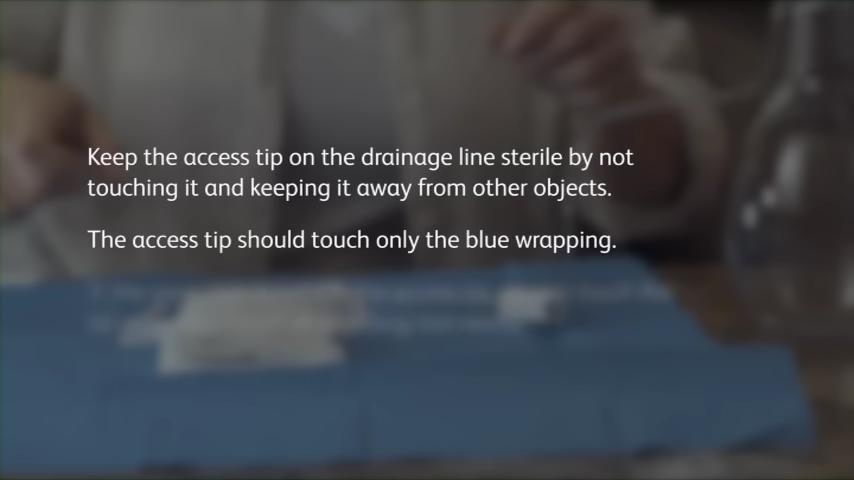 Keep the access tip on the drainage line sterile by not
touching it and keeping it away from other objects.
The access tip should touch only the blue wrapping.